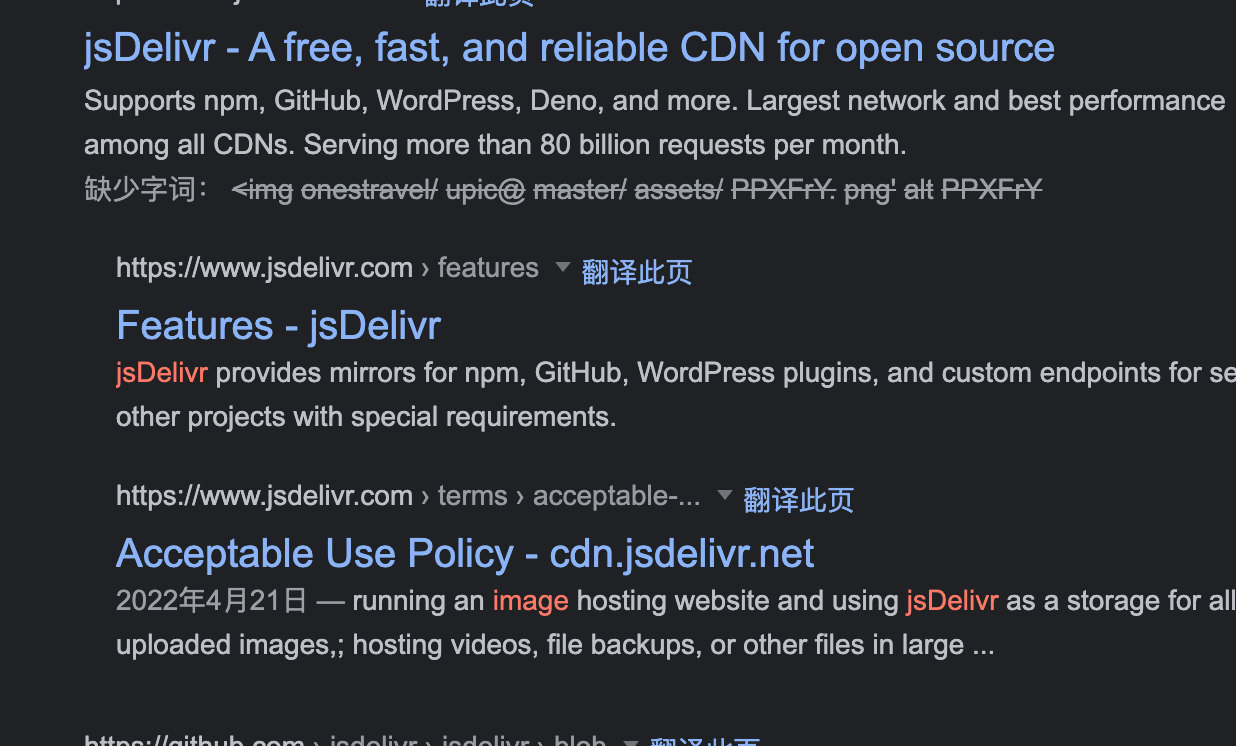 翻译此页
jsDelivr - A free, fast, and reliable CDN for open source
Supports npm, GitHub, WordPress, Deno, and more. Largest network and best performance
among all CDNs. Serving more than 80 billion requests per month.
缺少字词： <img onestravel/ upic@ master/ assets/ PPXFrY. png' alt PPXFrY
https://www.jsdelivr.com › features 翻译此页
Features - jsDelivr
jsDelivr provides mirrors for npm, GitHub, WordPress plugins, and custom endpoints for se
other projects with special requirements.
https://www.jsdelivr.com › terms › acceptable-... 翻译此页
Acceptable Use Policy - cdn.jsdelivr.net
2022年4月21日 — running an image hosting website and using jsDelivr as a storage for all
uploaded images,; hosting videos, file backups, or other files in large ...
https://github.com › jsdelivr › jsdelivr › blob 翻译此页